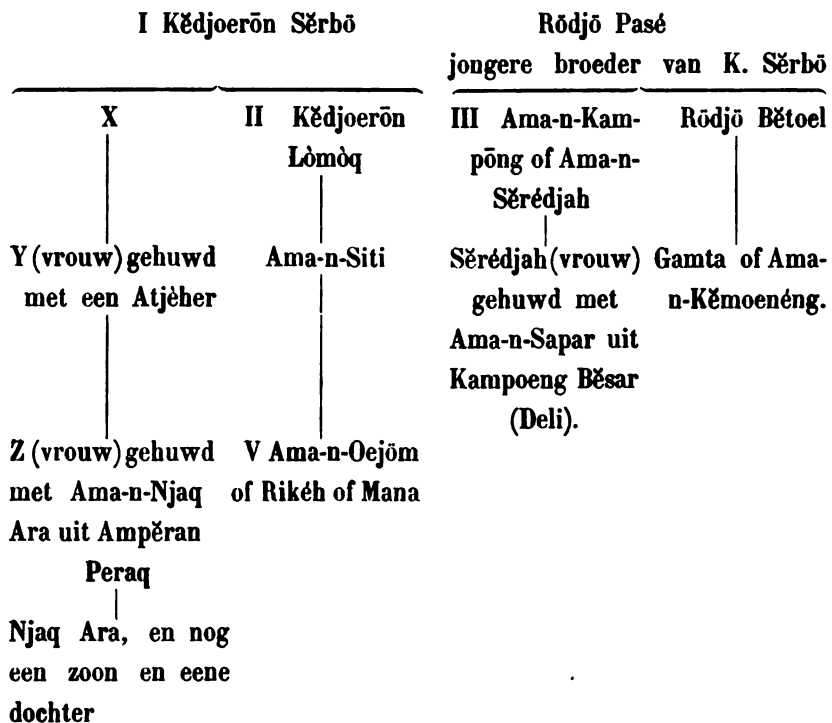 I Kĕdjoerōn Sĕrbö
Rödjö Pasé
jongere broeder van K. Sĕrbö
X
II Kĕdjoerōn
Lòmòq
III Ama-n-Kam-
pōng of Ama-n-
Sĕrédjah
Rödjö Bĕtoel
Y (vrouw) gehuwd
met een Atjèher
Ama-n-Siti
Sĕrédjah (vrouw)
gehuwd met
Ama-n-Sapar uit
Kampoeng Bĕsar
(Deli).
Gamta of Ama-
n-Kĕmoenéng.
Z (vrouw) gehuwd
met Ama-n-Njaq
Ara uit Ampĕran
Peraq
V Ama-n-Oejöm
of Rikéh of Mana
Njaq Ara, en nog
een zoon en eene
dochter